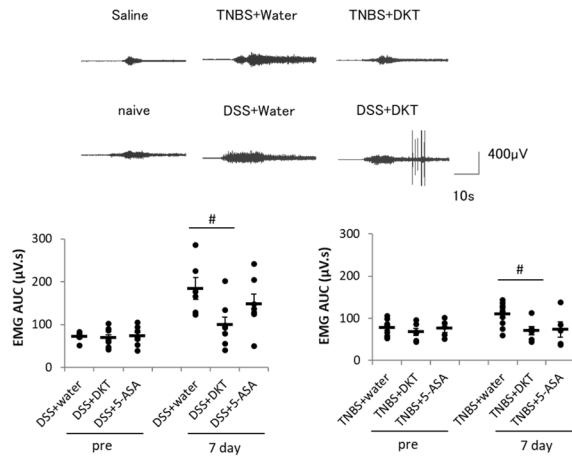 Saline TNBS+Water TNBS+DKT
naive DSS+Water DSS+DKT
400μV
10s
#
300
200
100
0
EMG AUC (μV.s)
DSS+water DSS+DKT DSS+5-ASA DSS+water DSS+DKT DSS+5-ASA
pre 7 day
#
300
200
100
0
EMG AUC (μV.s)
TNBS+water TNBS+DKT TNBS+5-ASA TNBS+water TNBS+DKT TNBS+5-ASA
pre 7 day